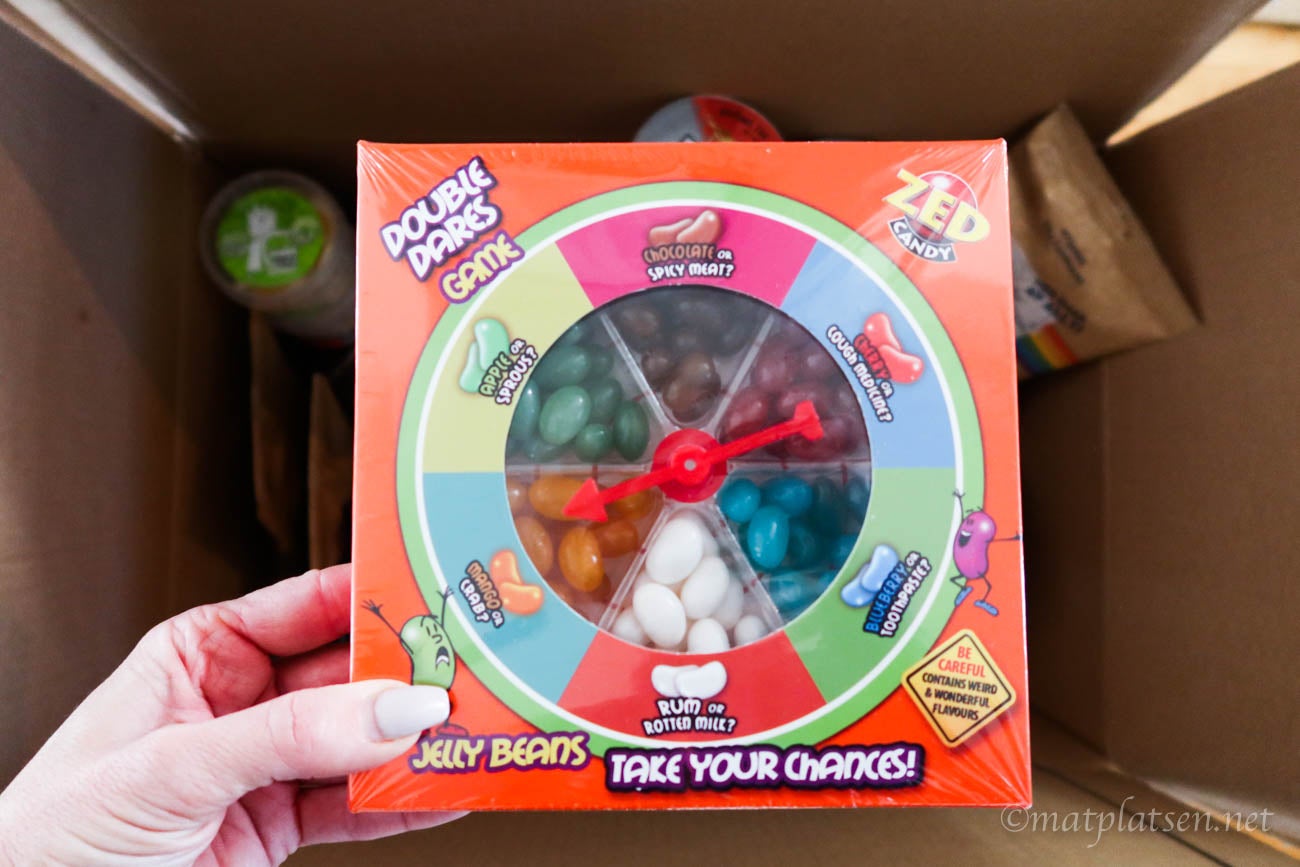 DOUBLE
DARES
GAME
ZED
CANDY
CHOCOLATE OR
SPICY MEAT?
CHERRY OR
COUGH MEDICINE?
APPLE OR
SPROUS?
MANGO OR
CRAB?
BLUEBERRY OR
TOOTHPASTE?
RUM OR
ROTTEN MILK?
BE
CAREFUL
CONTAINS WEIRD
& WONDERFUL
FLAVOURS
JELLY BEANS
TAKE YOUR CHANCES!
©matplatsen.net